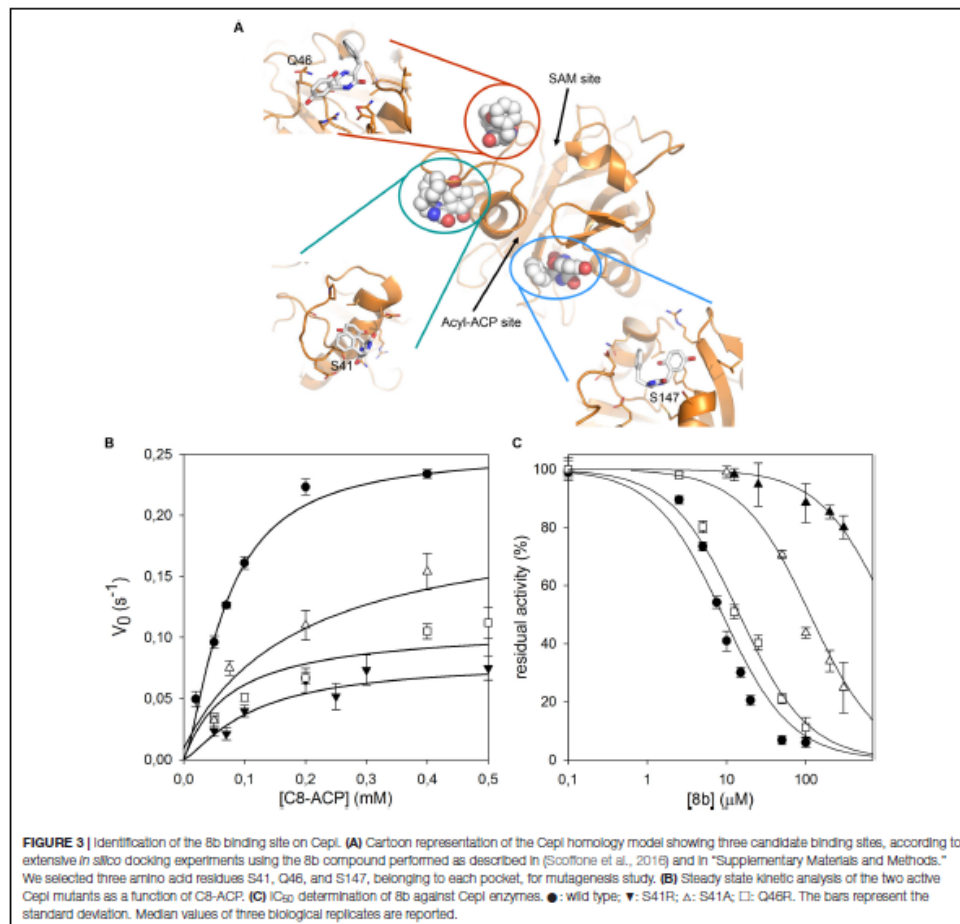 A
Q46
SAM site
Acyl-ACP site
S41
S147
B
0,25
0,20
0,15
0,10
0,05
0,00
V0 (s-1)
0,0 0,1 0,2 0,3 0,4 0,5
[C8-ACP] (mM)
C
100
80
60
40
20
0
residual activity (%)
0,1 1 10 100
[8b] (μM)
FIGURE 3 | Identification of the 8b binding site on CepI. (A) Cartoon representation of the CepI homology model showing three candidate binding sites, according to
extensive in silico docking experiments using the 8b compound performed as described in (Scoffone et al., 2016) and in “Supplementary Materials and Methods.”
We selected three amino acid residues S41, Q46, and S147, belonging to each pocket, for mutagenesis study. (B) Steady state kinetic analysis of the two active
CepI mutants as a function of C8-ACP. (C) IC50 determination of 8b against CepI enzymes. ●: wild type; ▼: S41R; △: S41A; □: Q46R. The bars represent the
standard deviation. Median values of three biological replicates are reported.